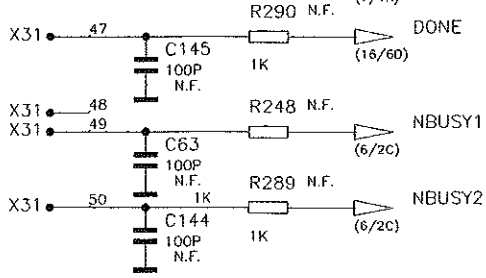 R290 N.F.
X31 47 DONE
C145
100P
N.F.
1K
(16/6D)
X31 48
R248 N.F.
X31 49 NBUSY1
C63
100P
N.F.
1K
(6/2C)
R289 N.F.
X31 50 NBUSY2
C144
100P
N.F.
1K
(6/2C)